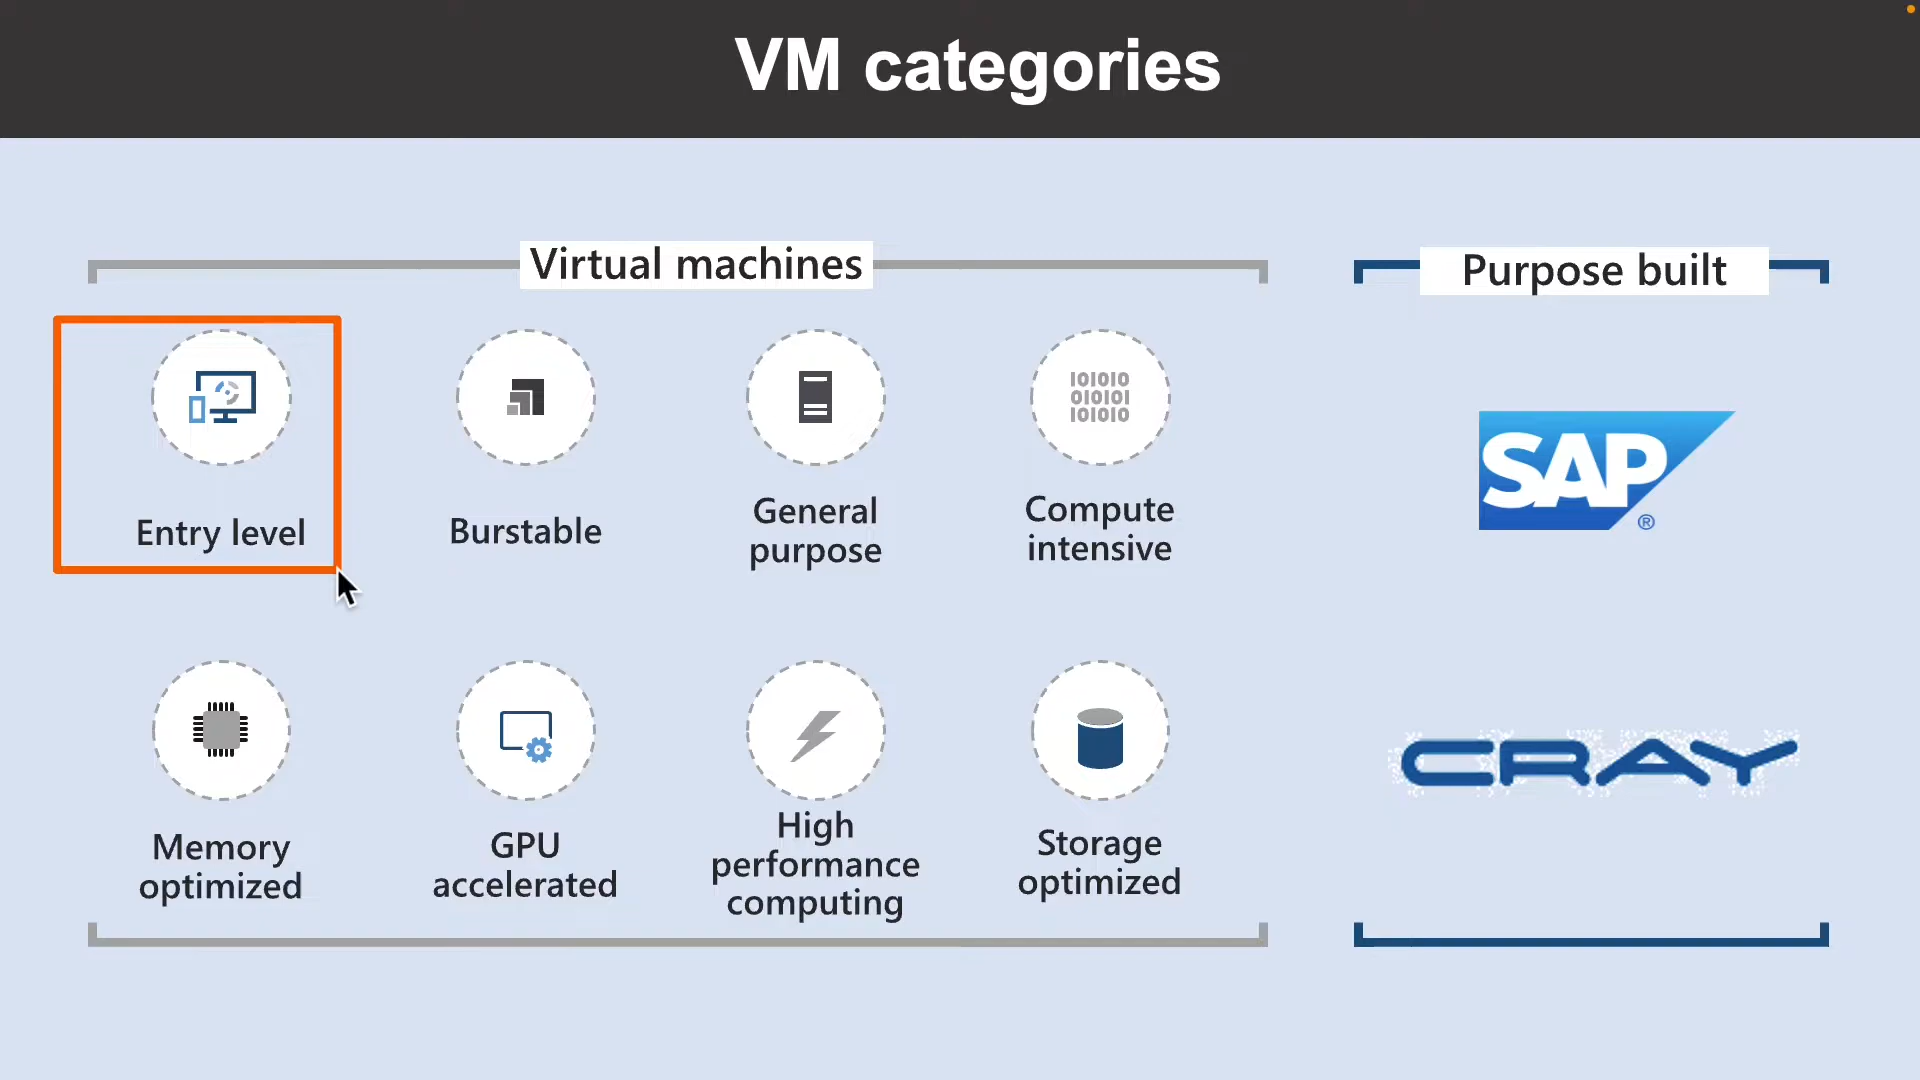 VM categories
Virtual machines
Purpose built
Entry level
Burstable
General
purpose
Compute
intensive
101010
010101
101010
SAP
®
Memory
optimized
GPU
accelerated
High
performance
computing
Storage
optimized
CRAY